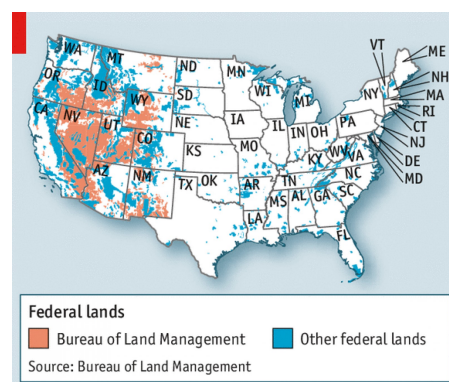 WA
MT
ND
MN
VT
ME
OR
ID
SD
WI
MI
NY
NH
MA
RI
CT
NJ
DE
MD
WY
CA
NV
UT
CO
NE
IA
IL
IN
OH
PA
KS
MO
KY
WV
VA
AZ
NM
TX
OK
AR
TN
NC
SC
MS
AL
GA
LA
FL
Federal lands
Bureau of Land Management
Other federal lands
Source: Bureau of Land Management